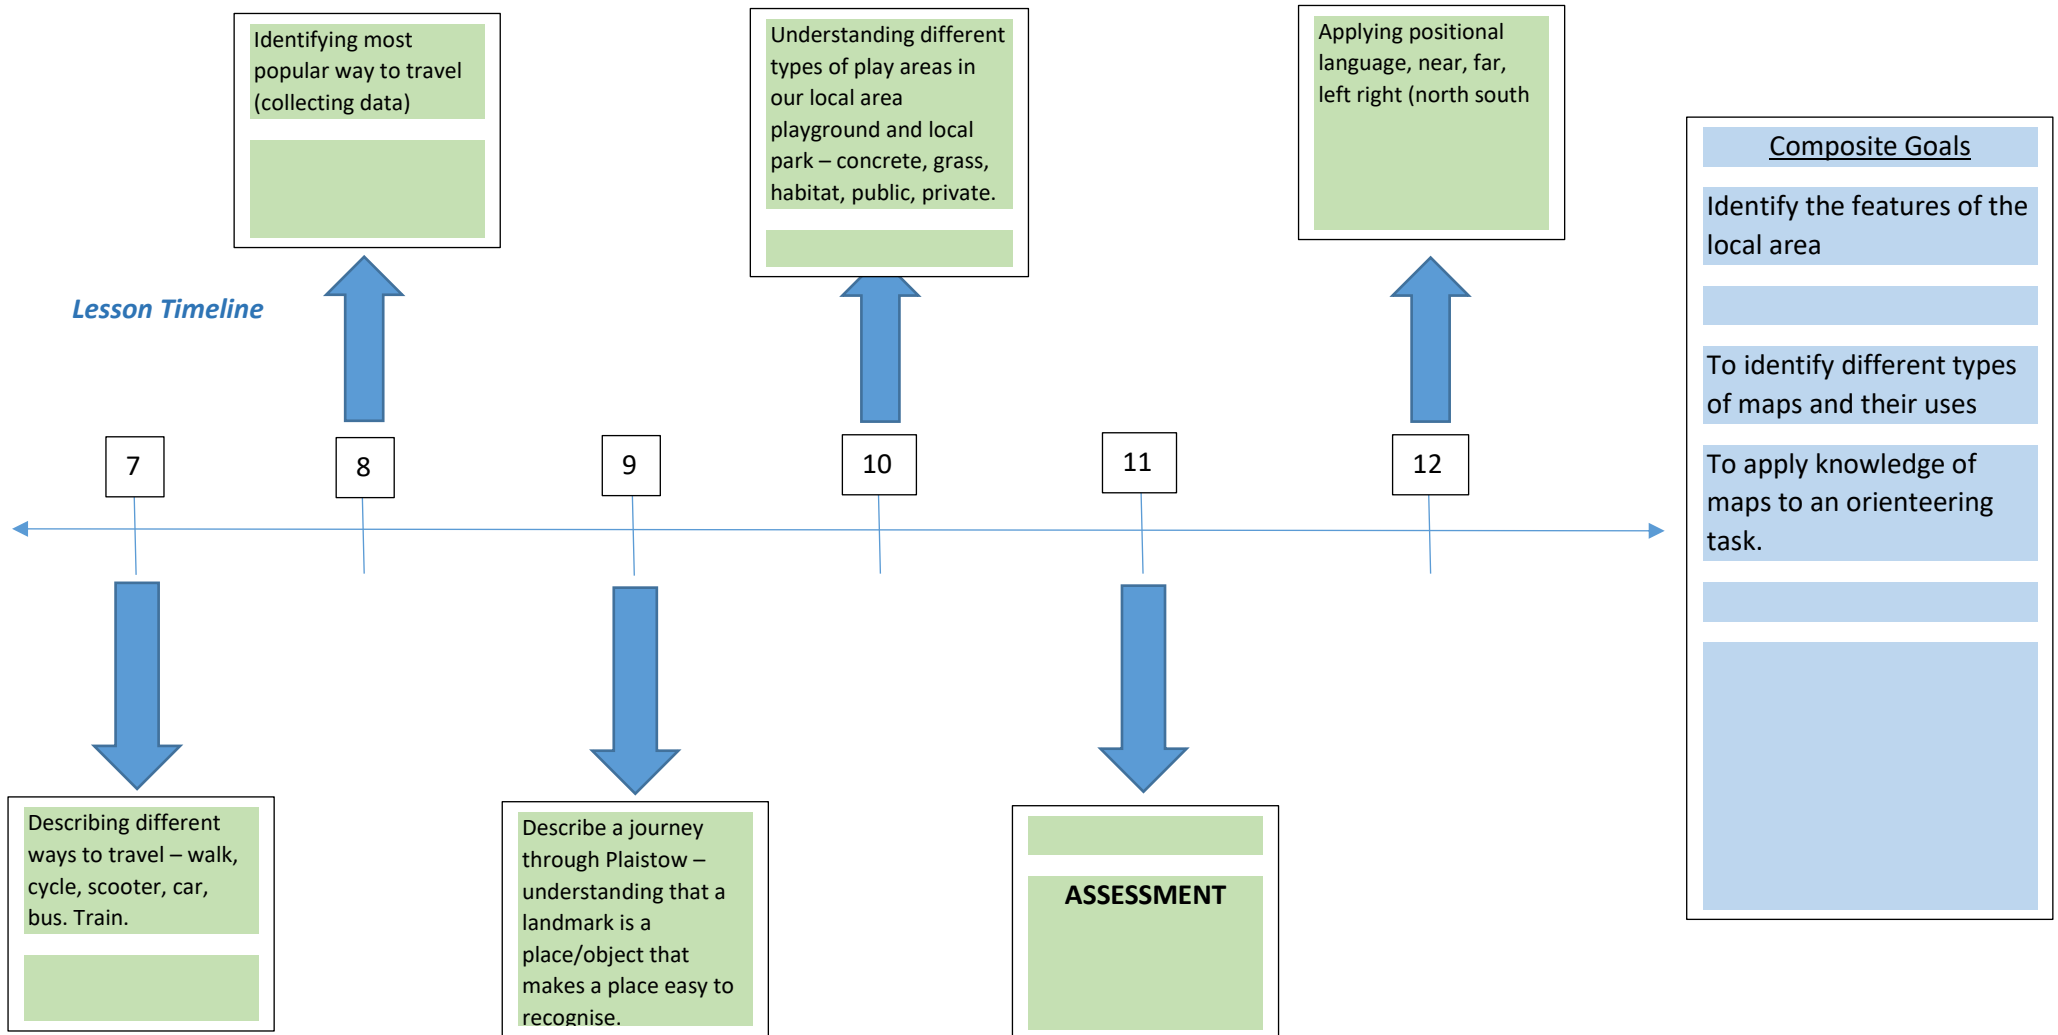 Identifying most
popular way to travel
(collecting data)
Understanding different
types of play areas in
our local area
playground and local
park – concrete, grass,
habitat, public, private.
Applying positional
language, near, far,
left right (north south
Composite Goals
Identify the features of the
local area
To identify different types
of maps and their uses
To apply knowledge of
maps to an orienteering
task.
Lesson Timeline
7
8
9
10
11
12
Describing different
ways to travel – walk,
cycle, scooter, car,
bus. Train.
Describe a journey
through Plaistow –
understanding that a
landmark is a
place/object that
makes a place easy to
recognise.
ASSESSMENT